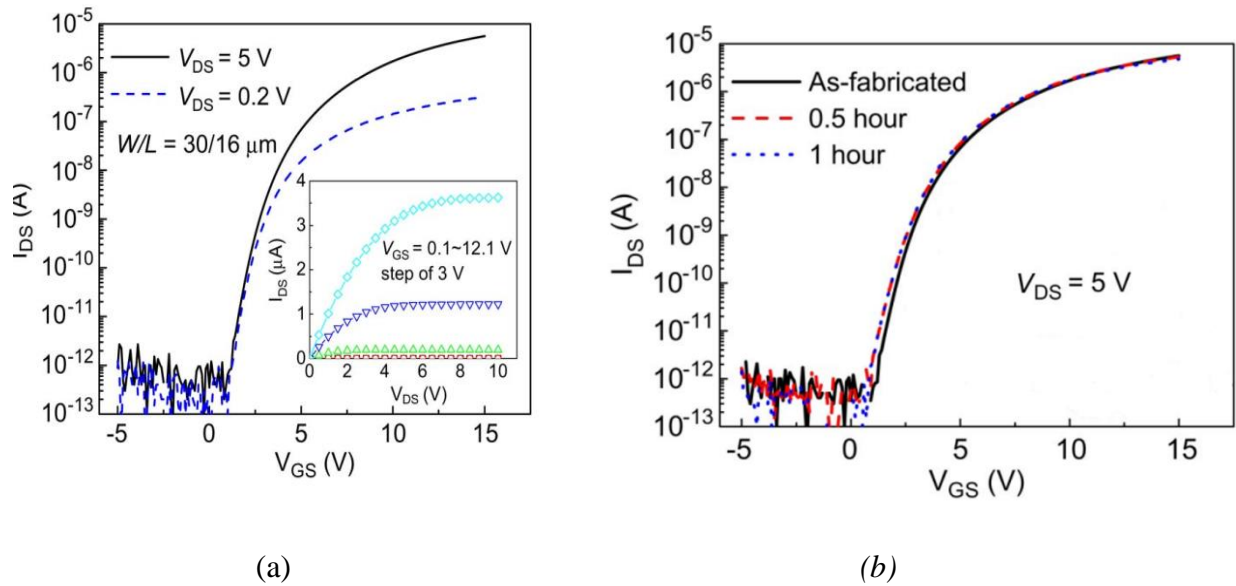 10⁻⁵
10⁻⁶
10⁻⁷
10⁻⁸
10⁻⁹
10⁻¹⁰
10⁻¹¹
10⁻¹²
10⁻¹³
I_DS (A)
V_DS = 5 V
V_DS = 0.2 V
W/L = 30/16 μm
4
3
2
1
0
I_DS (μA)
V_GS = 0.1~12.1 V
step of 3 V
0 2 4 6 8 10
V_DS (V)
-5 0 5 10 15
V_GS (V)
(a)
10⁻⁵
10⁻⁶
10⁻⁷
10⁻⁸
10⁻⁹
10⁻¹⁰
10⁻¹¹
10⁻¹²
10⁻¹³
I_DS (A)
As-fabricated
0.5 hour
1 hour
V_DS = 5 V
-5 0 5 10 15
V_GS (V)
(b)